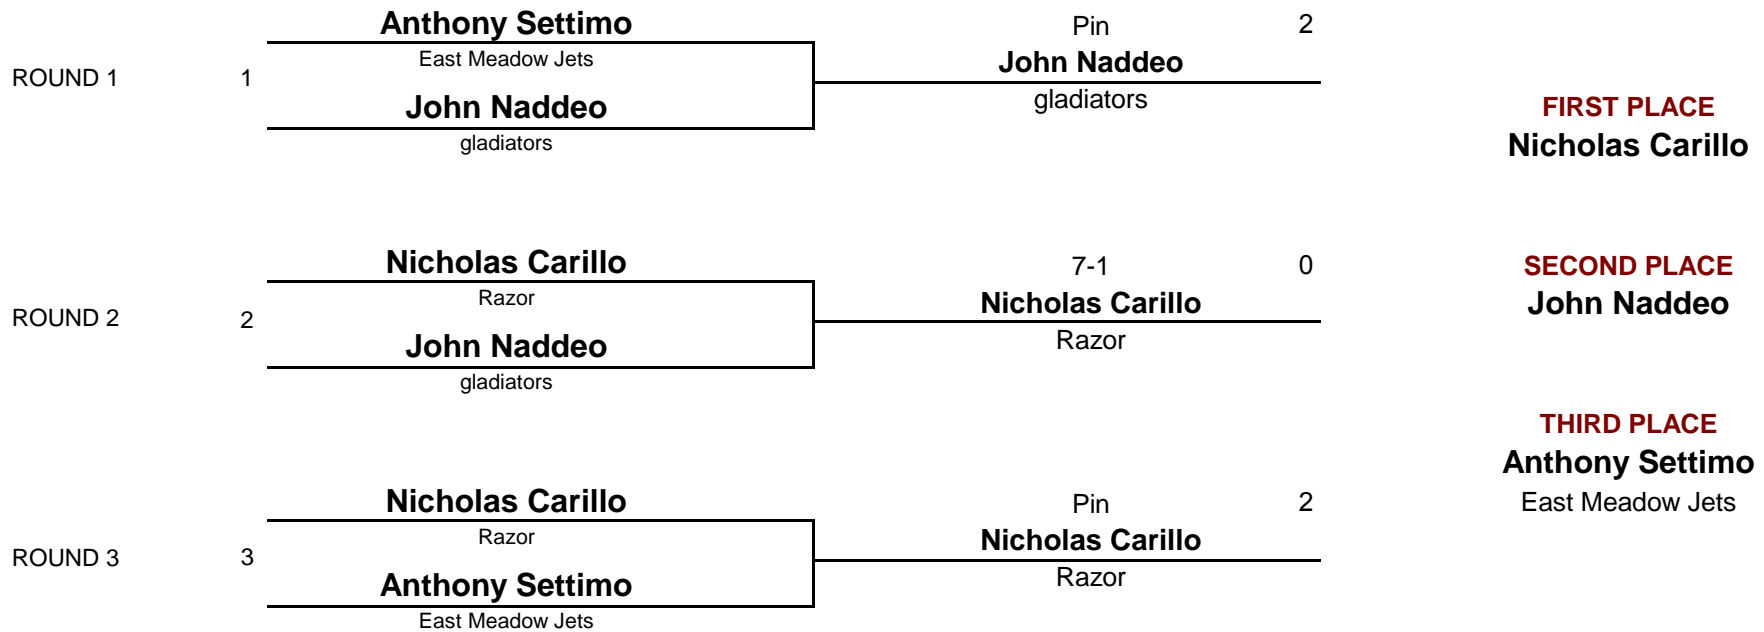 Anthony Settimo
East Meadow Jets
ROUND 1
1
John Naddeo
gladiators
Pin
2
John Naddeo
gladiators
FIRST PLACE
Nicholas Carillo
Nicholas Carillo
Razor
ROUND 2
2
John Naddeo
gladiators
7-1
0
Nicholas Carillo
Razor
SECOND PLACE
John Naddeo
Nicholas Carillo
Razor
ROUND 3
3
Anthony Settimo
East Meadow Jets
Pin
2
Nicholas Carillo
Razor
THIRD PLACE
Anthony Settimo
East Meadow Jets